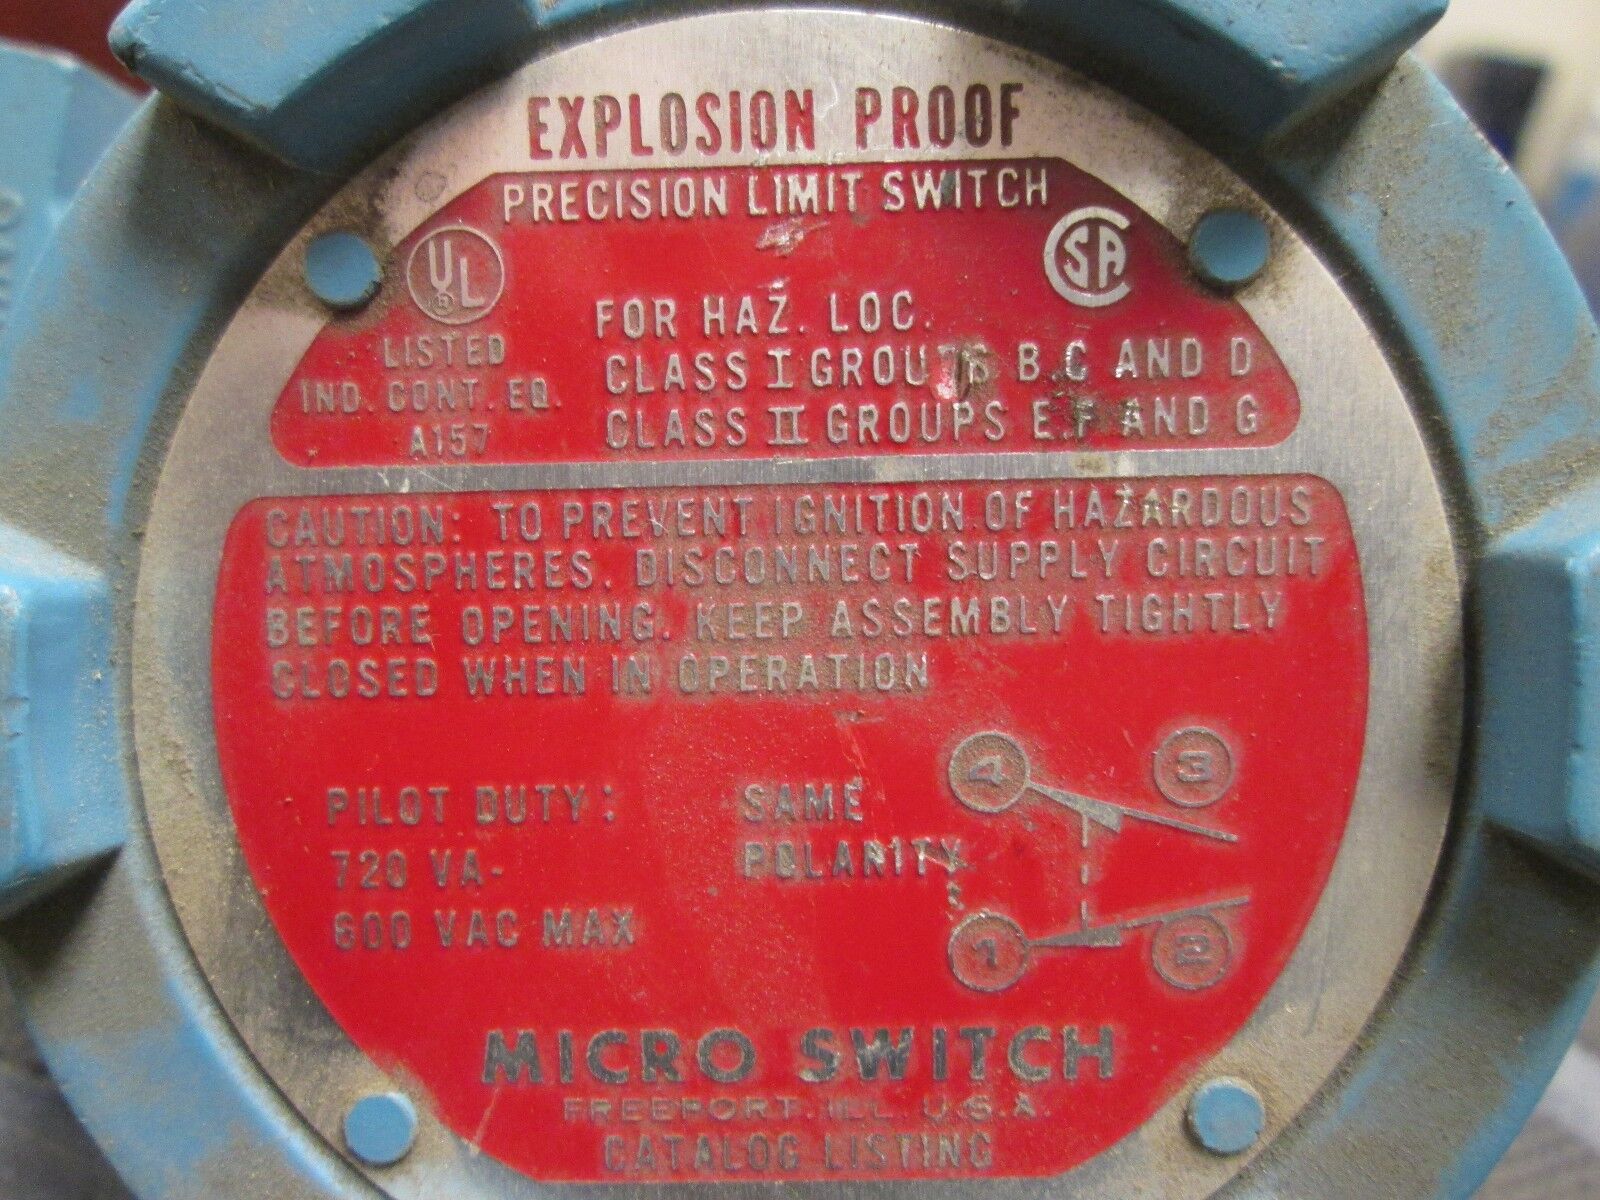 EXPLOSION PROOF
PRECISION LIMIT SWITCH
UL
R
LISTED
IND. CONT. EQ.
A157
CSA
FOR HAZ. LOC.
CLASS I GROUPS B.C AND D
CLASS II GROUPS E.F AND G
CAUTION: TO PREVENT IGNITION OF HAZARDOUS
ATMOSPHERES, DISCONNECT SUPPLY CIRCUIT
BEFORE OPENING. KEEP ASSEMBLY TIGHTLY
CLOSED WHEN IN OPERATION
PILOT DUTY:
720 VA-
600 VAC MAX
SAME
POLARITY
4
3
1
2
MICRO SWITCH
FREEPORT. ILL. U.S.A.
CATALOG LISTING